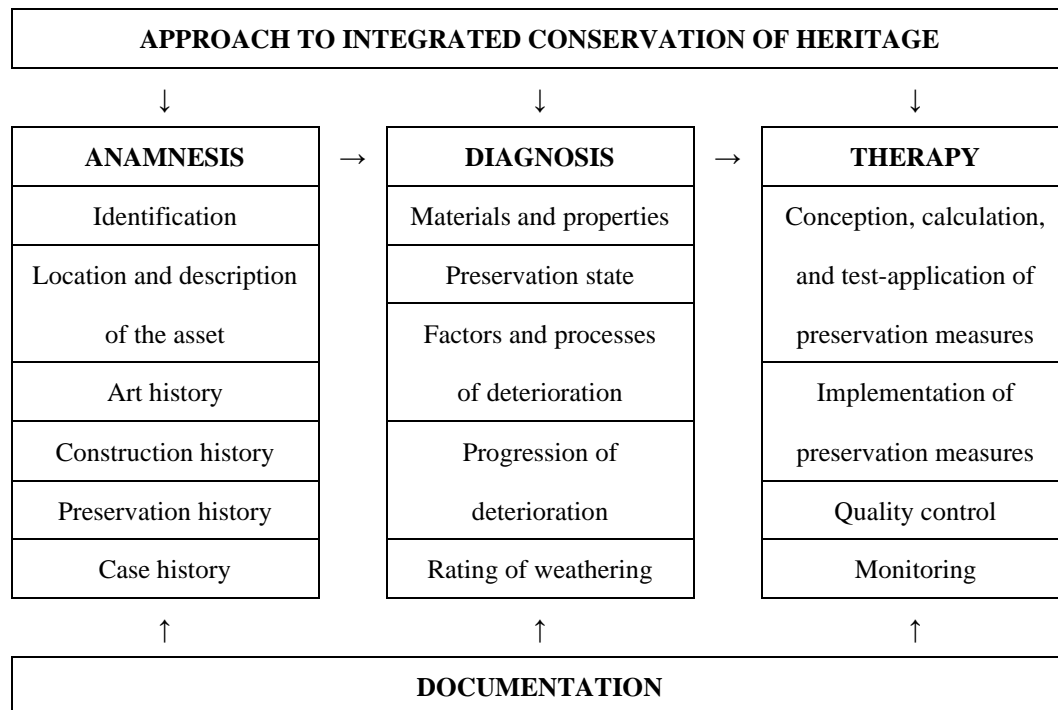 APPROACH TO INTEGRATED CONSERVATION OF HERITAGE
↓ ↓ ↓
ANAMNESIS → DIAGNOSIS → THERAPY
Identification
Location and description
of the asset
Art history
Construction history
Preservation history
Case history
Materials and properties
Preservation state
Factors and processes
of deterioration
Progression of
deterioration
Rating of weathering
Conception, calculation,
and test-application of
preservation measures
Implementation of
preservation measures
Quality control
Monitoring
↑ ↑ ↑
DOCUMENTATION